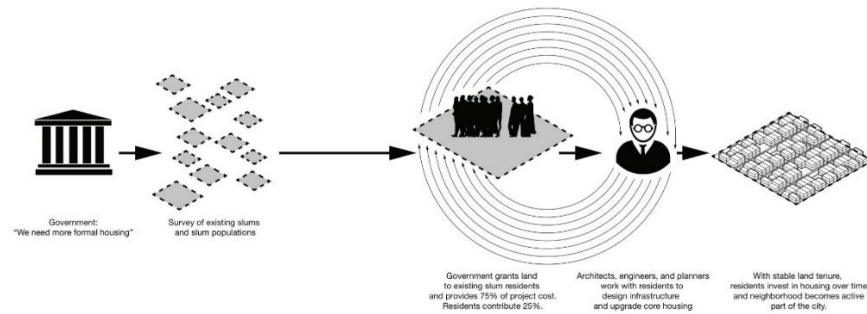 Government:
“We need more formal housing”
Survey of existing slums
and slum populations
Government grants land
to existing slum residents
and provides 75% of project cost.
Residents contribute 25%.
Architects, engineers, and planners
work with residents to
design infrastructure
and upgrade core housing
With stable land tenure,
residents invest in housing over time
and neighborhood becomes active
part of the city.